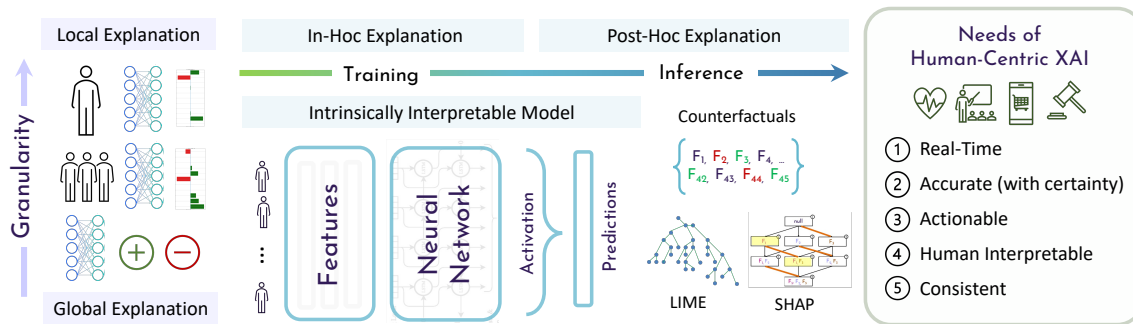 Local Explanation
Granularity
Global Explanation
In-Hoc Explanation
Post-Hoc Explanation
Training
Inference
Intrinsically Interpretable Model
Features
Neural
Network
Activation
Predictions
Counterfactuals
F1, F2, F3, F4, ...
F42, F43, F44, F45
LIME
null
SHAP
Needs of
Human-Centric XAI
1 Real-Time
2 Accurate (with certainty)
3 Actionable
4 Human Interpretable
5 Consistent